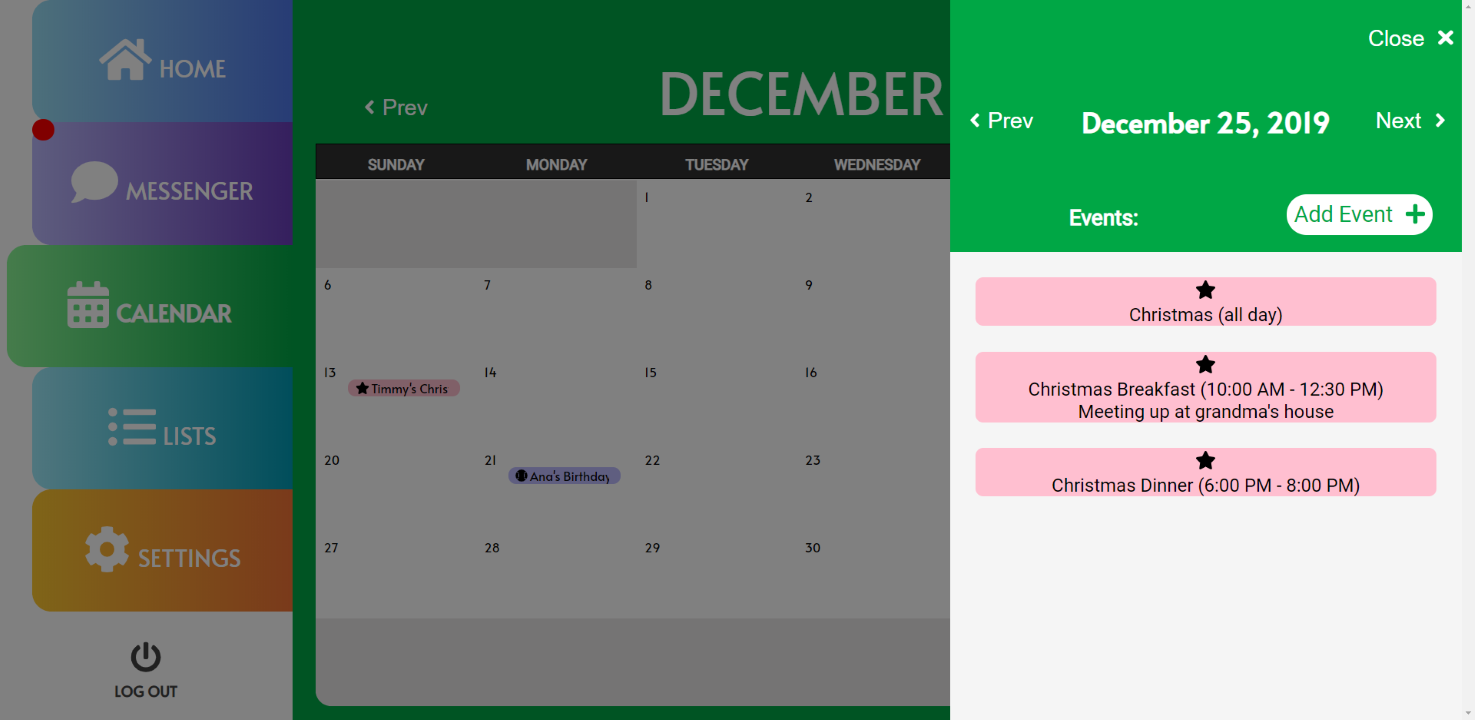 HOME
MESSENGER
CALENDAR
LISTS
SETTINGS
LOG OUT
Prev
DECEMBER
SUNDAY MONDAY TUESDAY WEDNESDAY
1 2
6 7 8 9
13 14 15 16
Timmy's Chris
20 21 22 23
Ana's Birthday
27 28 29 30
Close
Prev December 25, 2019 Next
Events: Add Event
Christmas (all day)
Christmas Breakfast (10:00 AM - 12:30 PM)
Meeting up at grandma's house
Christmas Dinner (6:00 PM - 8:00 PM)